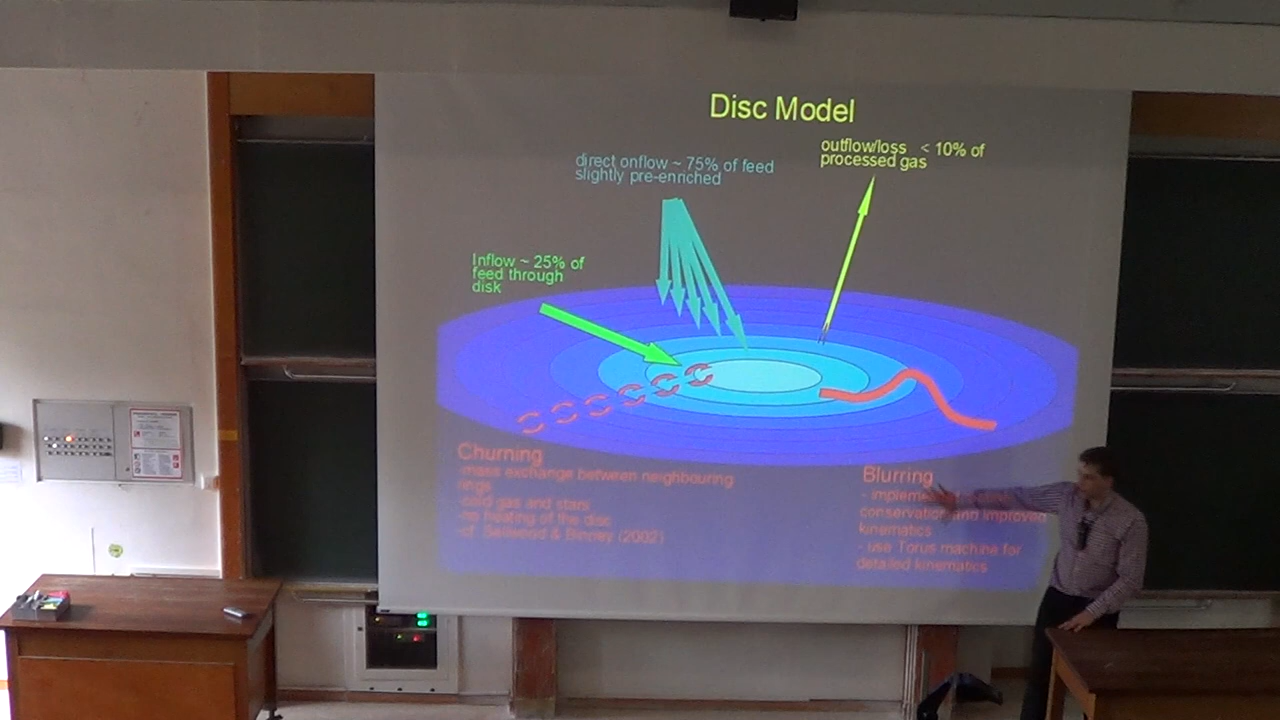 Disc Model
outflow/loss < 10% of
processed gas
direct onflow ~ 75% of feed
slightly pre-enriched
Inflow ~ 25% of
feed through
disk
Churning
-mass exchange between neighbouring
rings
-cold gas and stars
-no heating of the disc
-cf. Sellwood & Binney (2002)
Blurring
conservation and improved
kinematics
- use Torus machine for
detailed kinematics